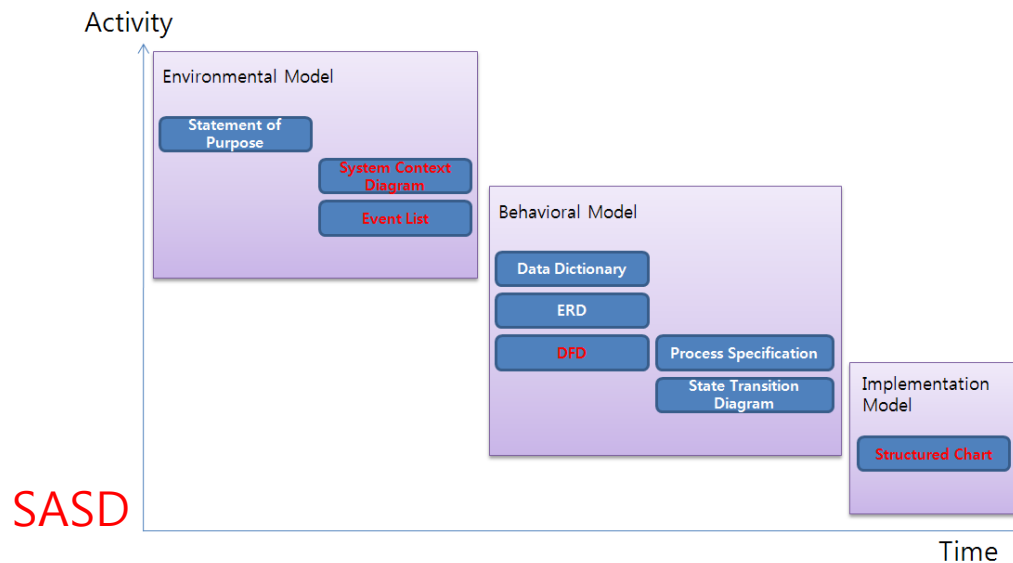 Activity
Environmental Model
Statement of
Purpose
System Context
Diagram
Event List
Behavioral Model
Data Dictionary
ERD
DFD
Process Specification
State Transition
Diagram
Implementation
Model
Structured Chart
SASD
Time